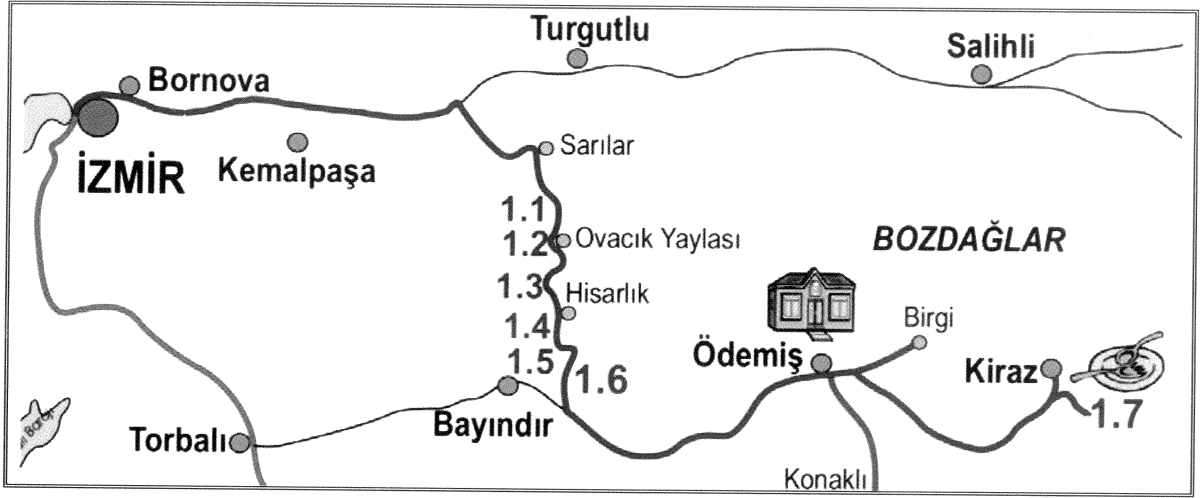 Turgutlu
Salihli
Bornova
İZMİR
Kemalpaşa
Sarılar
1.1
1.2
Ovacık Yaylası
BOZDAĞLAR
1.3
Hisarlık
1.4
Birgi
1.5
1.6
Ödemiş
Kiraz
1.7
Bayındır
Torbalı
Konaklı